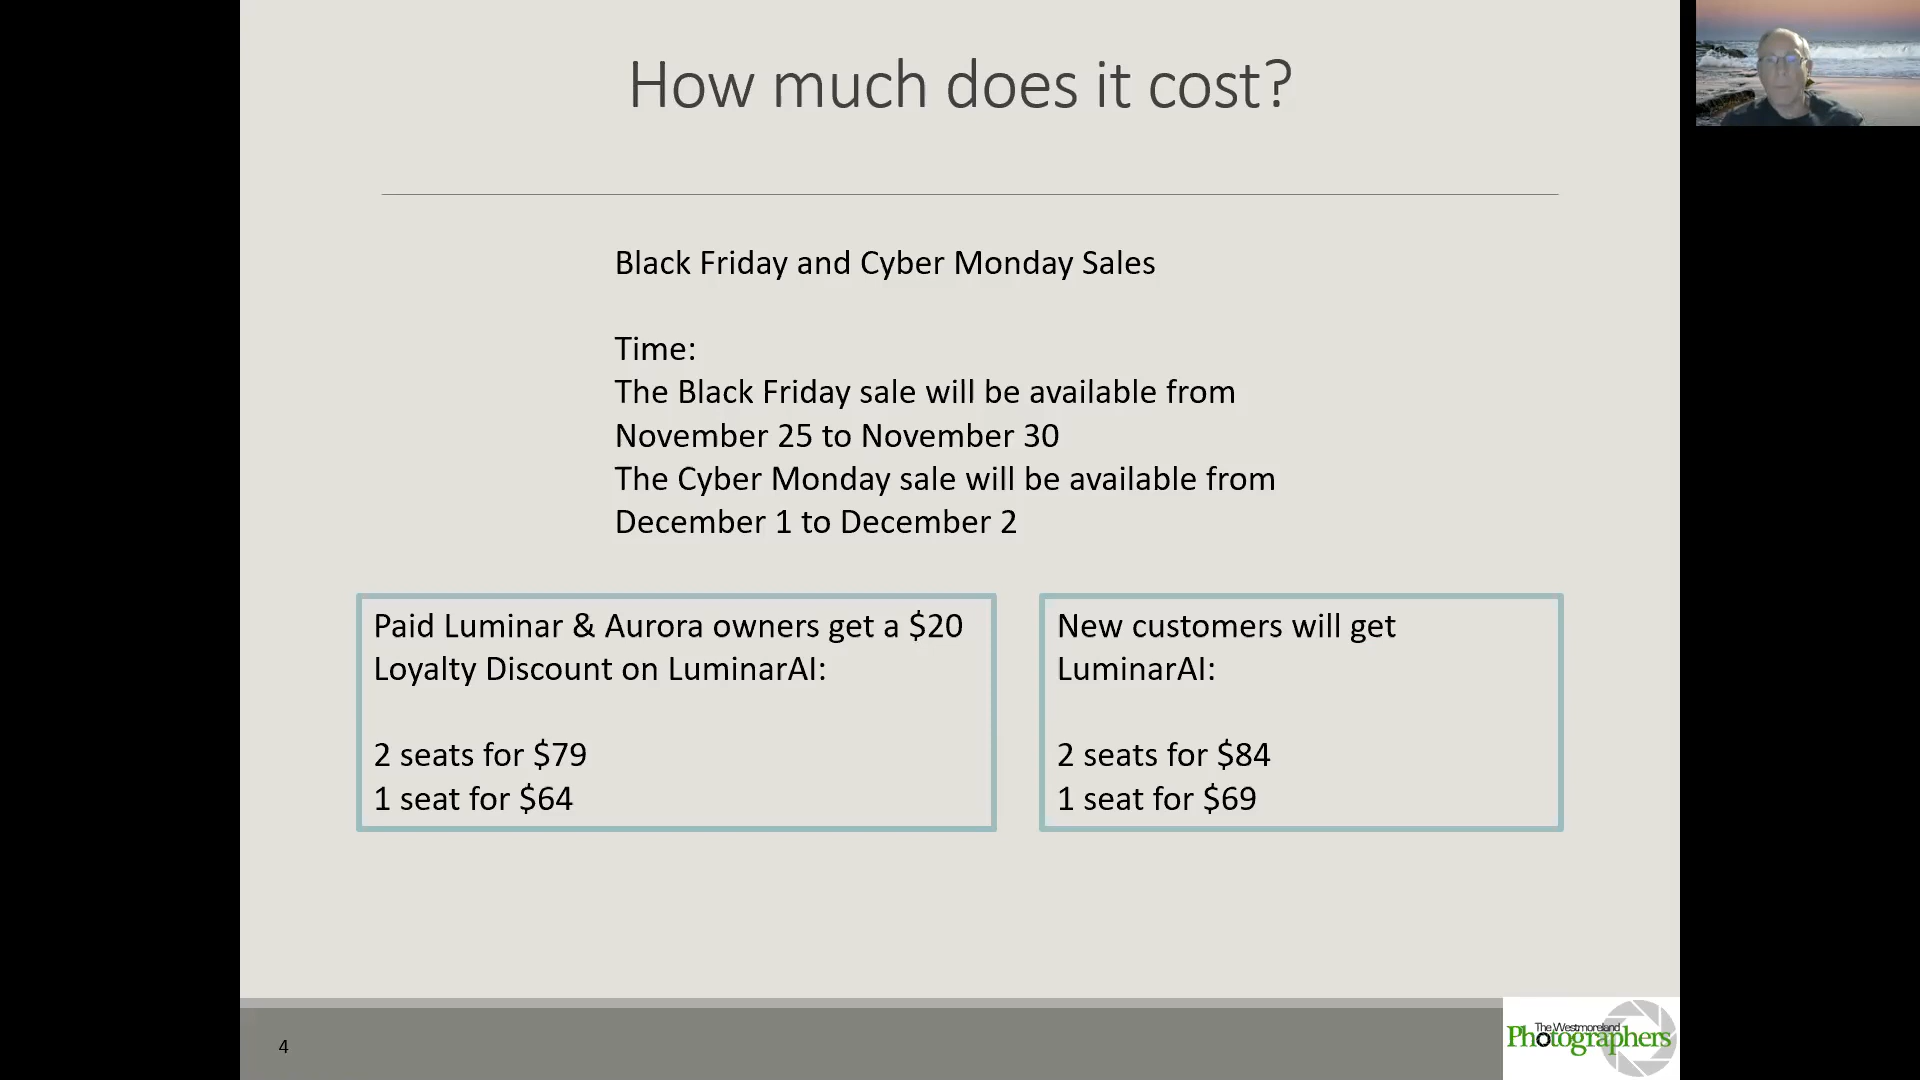 How much does it cost?
Black Friday and Cyber Monday Sales
Time:
The Black Friday sale will be available from
November 25 to November 30
The Cyber Monday sale will be available from
December 1 to December 2
Paid Luminar & Aurora owners get a $20
Loyalty Discount on LuminarAI:
2 seats for $79
1 seat for $64
New customers will get
LuminarAI:
2 seats for $84
1 seat for $69
4
The Westmoreland
Photographers